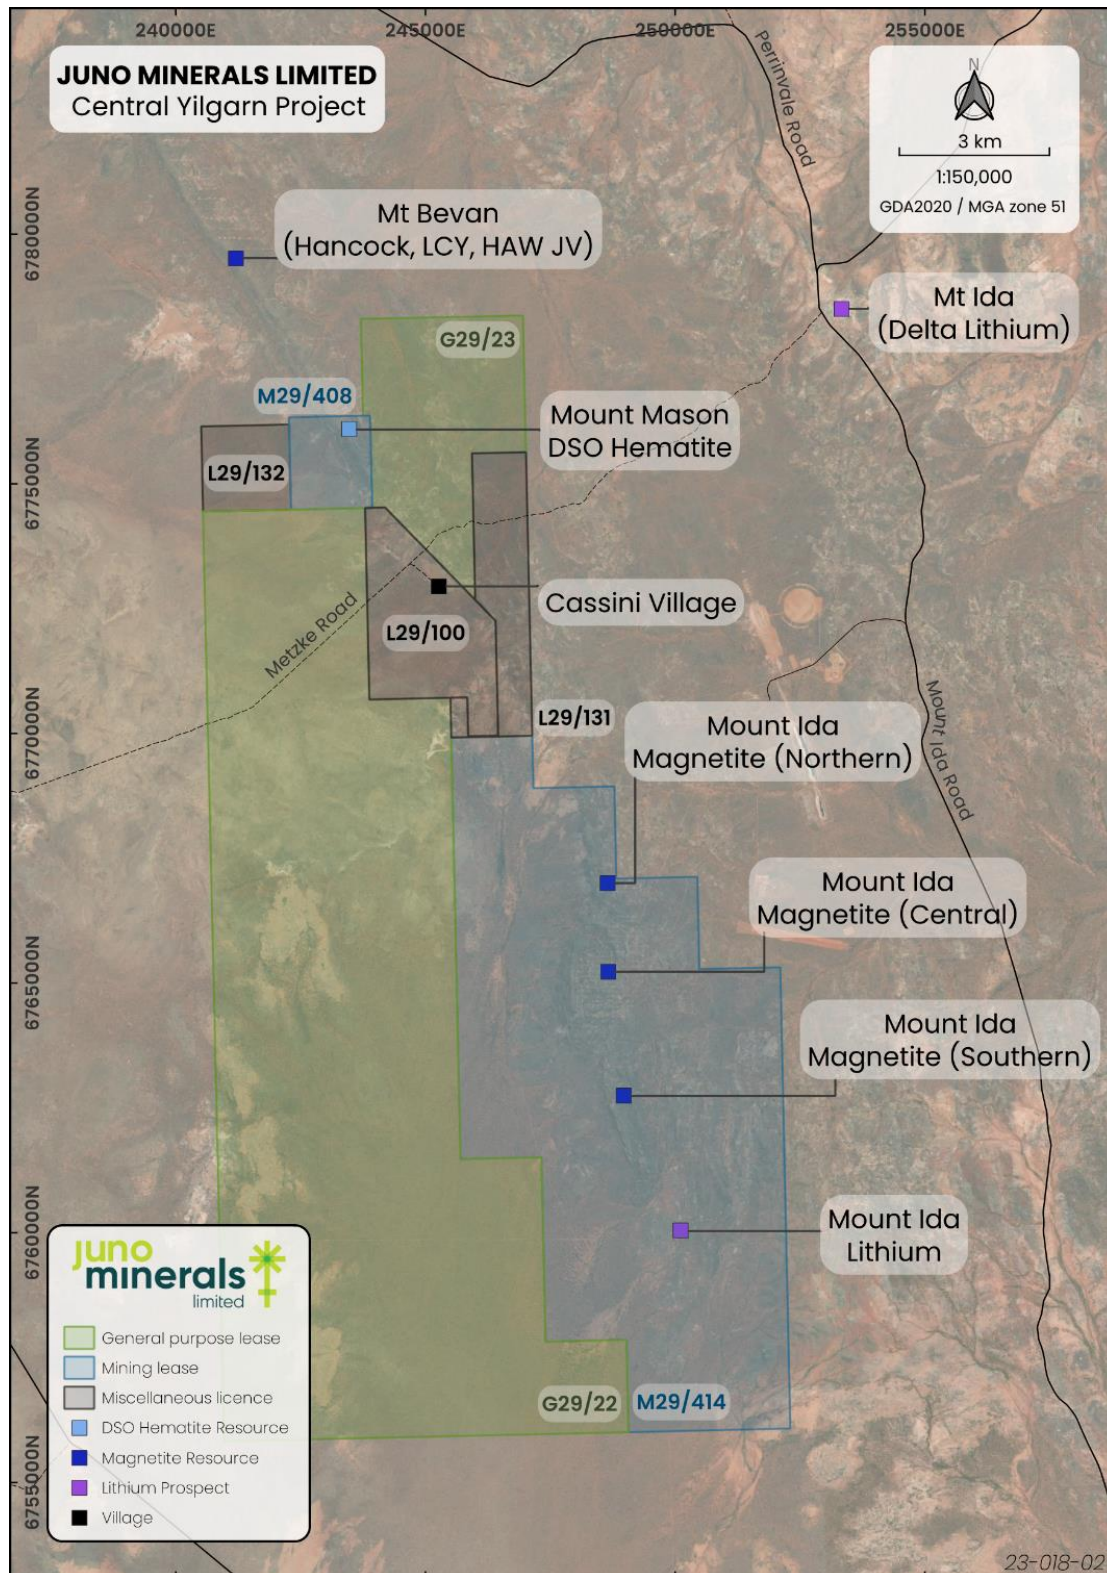 240000E
245000E
250000E
255000E
JUNO MINERALS LIMITED
Central Yilgarn Project
N
3 km
1:150,000
GDA2020 / MGA zone 51
Perrinvale Road
6780000N
Mt Bevan
(Hancock, LCY, HAW JV)
Mt Ida
(Delta Lithium)
G29/23
M29/408
Mount Mason
DSO Hematite
L29/132
6775000N
Cassini Village
L29/100
Metzke Road
L29/131
6770000N
Mount Ida
Magnetite (Northern)
Mount Ida Road
Mount Ida
Magnetite (Central)
6765000N
Mount Ida
Magnetite (Southern)
6760000N
Mount Ida
Lithium
juno
minerals
limited
General purpose lease
Mining lease
Miscellaneous licence
DSO Hematite Resource
Magnetite Resource
Lithium Prospect
Village
G29/22
M29/414
6755000N
23-018-02